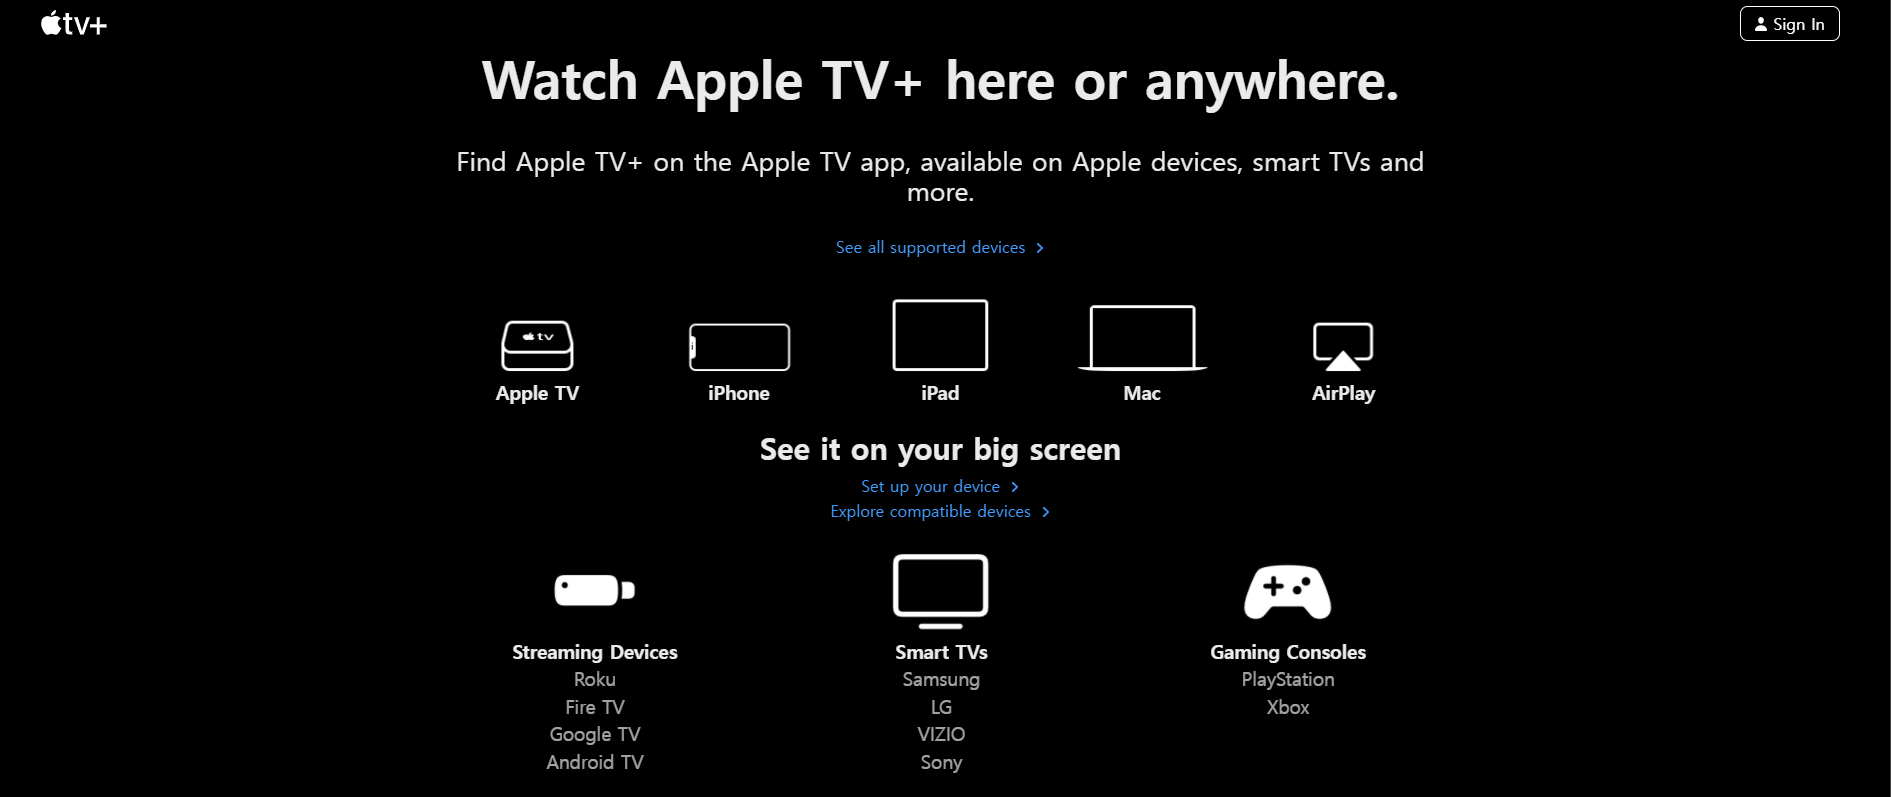 tv+
Sign In
Watch Apple TV+ here or anywhere.
Find Apple TV+ on the Apple TV app, available on Apple devices, smart TVs and
more.
See all supported devices
tv
Apple TV
iPhone
iPad
Mac
AirPlay
See it on your big screen
Set up your device
Explore compatible devices
Streaming Devices
Roku
Fire TV
Google TV
Android TV
Smart TVs
Samsung
LG
VIZIO
Sony
Gaming Consoles
PlayStation
Xbox